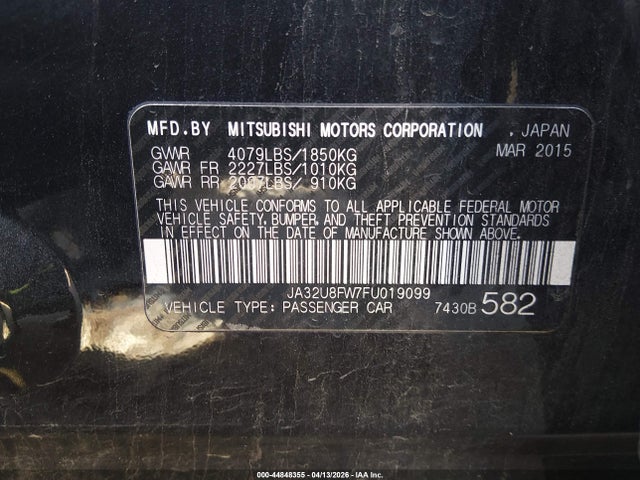 MFD.BY MITSUBISHI MOTORS CORPORATION , JAPAN
GVWR 4079LBS/1850KG MAR 2015
GAWR FR 2227LBS/1010KG
GAWR RR 2007LBS/ 910KG
THIS VEHICLE CONFORMS TO ALL APPLICABLE FEDERAL MOTOR
VEHICLE SAFETY, BUMPER, AND THEFT PREVENTION STANDARDS
IN EFFECT ON THE DATE OF MANUFACTURE SHOWN ABOVE.
JA32U8FW7FU019099
VEHICLE TYPE: PASSENGER CAR 7430B 582
000-44848355 - 04/13/2026 - IAA Inc.